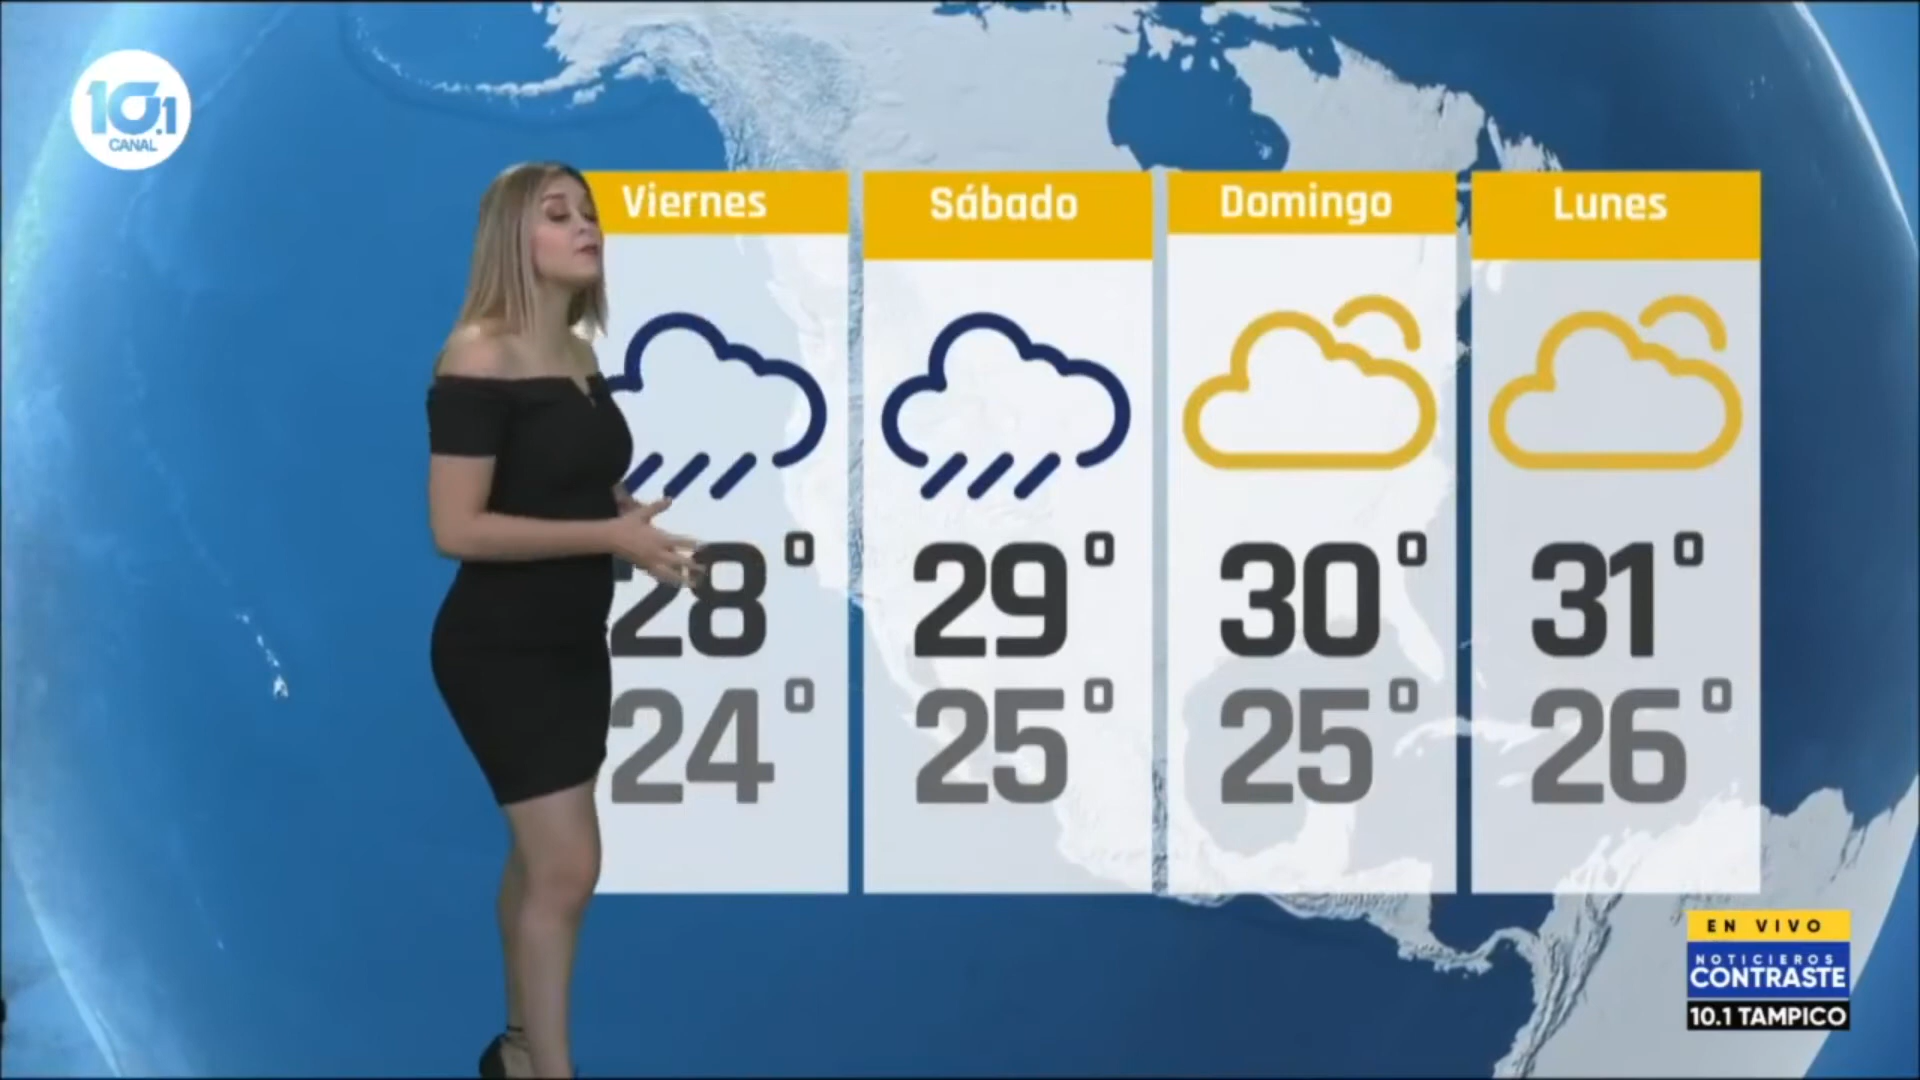 10.1
CANAL
Viernes
Sábado
Domingo
Lunes
28°
29°
30°
31°
24°
25°
25°
26°
EN VIVO
NOTICIEROS
CONTRASTE
10.1 TAMPICO